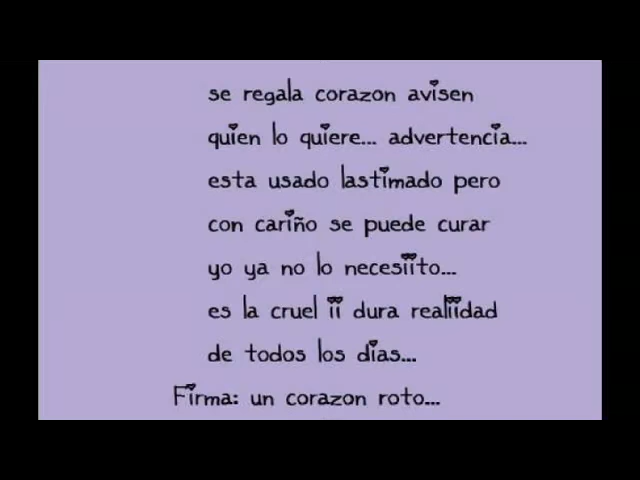 se regala corazon avisen
quien lo quiere... advertencia...
esta usado lastimado pero
con cariño se puede curar
yo ya no lo necesiito...
es la cruel ii dura realiidad
de todos los dias...
Firma: un corazon roto...